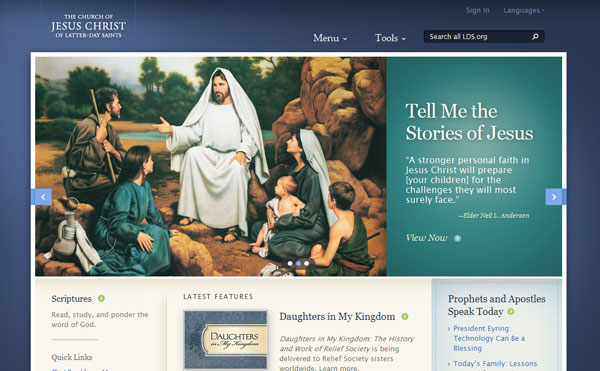 THE CHURCH OF
JESUS CHRIST
OF LATTER-DAY SAINTS
Sign In
Languages
Menu
Tools
Search all LDS.org
Tell Me the
Stories of Jesus
“A stronger personal faith in
Jesus Christ will prepare
[your children] for the
challenges they will most
surely face.”
—Elder Neil L. Andersen
View Now
Scriptures
Read, study, and ponder the
word of God.
Quick Links
LATEST FEATURES
DAUGHTERS
in My Kingdom
Daughters in My Kingdom
Daughters in My Kingdom: The History
and Work of Relief Society is being
delivered to Relief Society sisters
worldwide. Learn more.
Prophets and Apostles
Speak Today
President Eyring:
Technology Can Be a
Blessing
Today's Family: Lessons